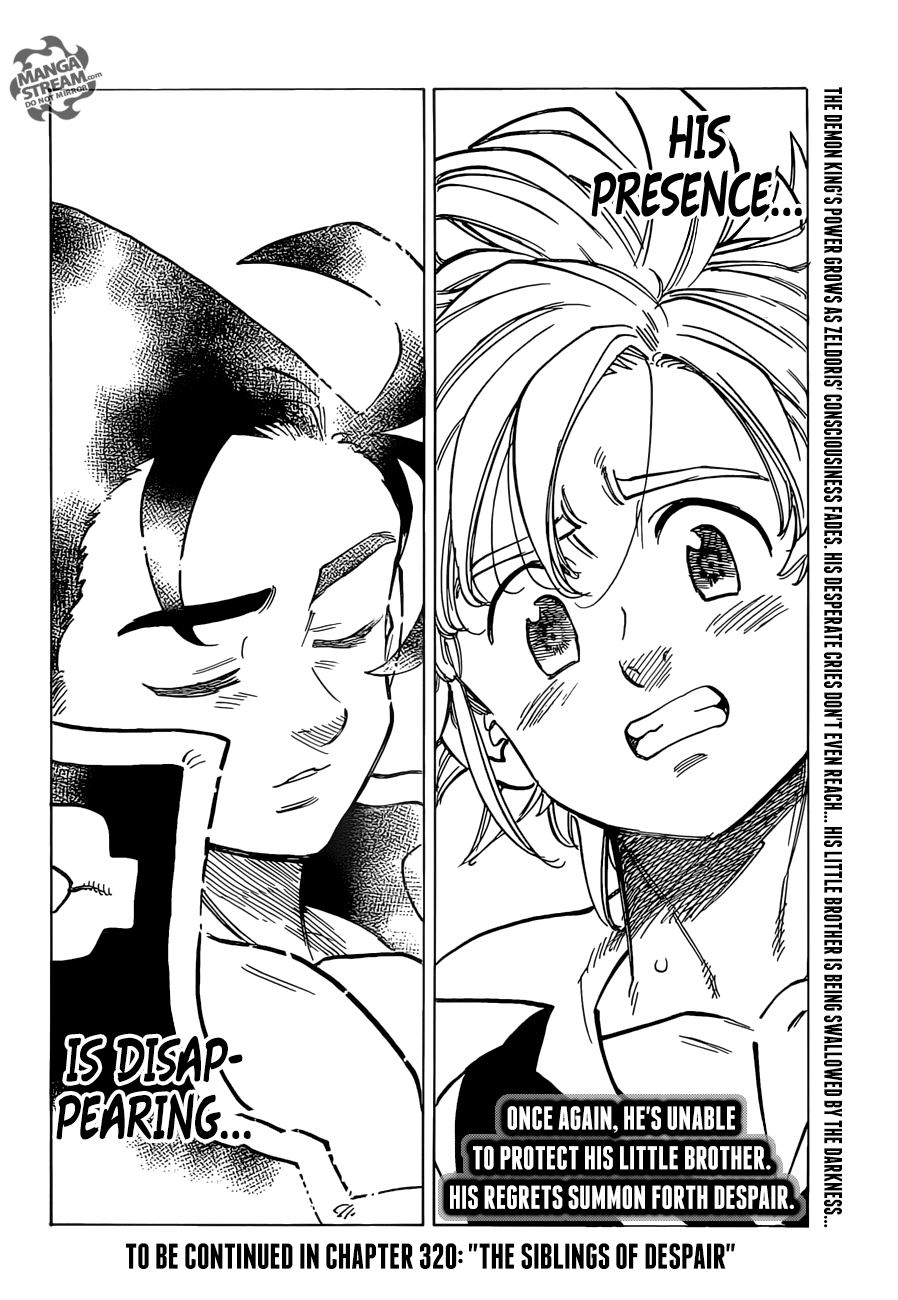 MANGA
STREAM.com
DO NOT MIRROR
HIS
PRESENCE...
THE DEMON KING'S POWER GROWS AS ZELDORIS' CONSCIOUSINESS FADES. HIS DESPERATE CRIES DON'T EVEN REACH... HIS LITTLE BROTHER IS BEING SWALLOWED BY THE DARKNESS...
IS DISAP-
PEARING...
ONCE AGAIN, HE'S UNABLE
TO PROTECT HIS LITTLE BROTHER.
HIS REGRETS SUMMON FORTH DESPAIR.
TO BE CONTINUED IN CHAPTER 320: "THE SIBLINGS OF DESPAIR"